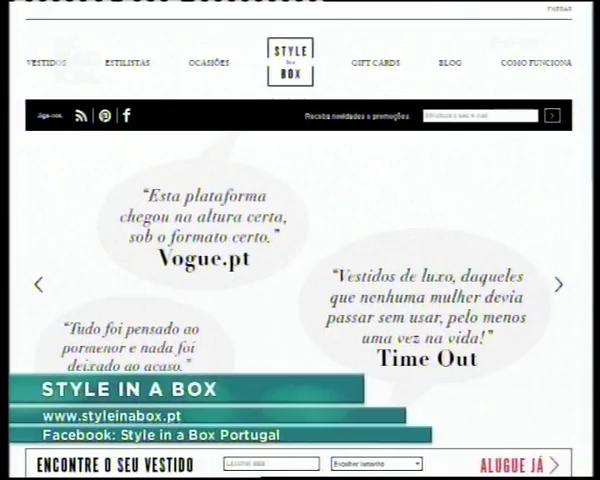 ENTRAR
VESTIDOS ESTILISTAS OCASIÕES STYLE in a BOX GIFT CARDS BLOG COMO FUNCIONA
Siga-nos. Receba novidades e promoções
"Esta plataforma
chegou na altura certa,
sob o formato certo."
Vogue.pt
"Vestidos de luxo, daqueles
que nenhuma mulher devia
passar sem usar, pelo menos
uma vez na vida!"
Time Out
"Tudo foi pensado ao
pormenor e nada foi
deixado ao acaso."
STYLE IN A BOX
www.styleinabox.pt
Facebook: Style in a Box Portugal
ENCONTRE O SEU VESTIDO Escolher tamanho ALUGUE JÁ